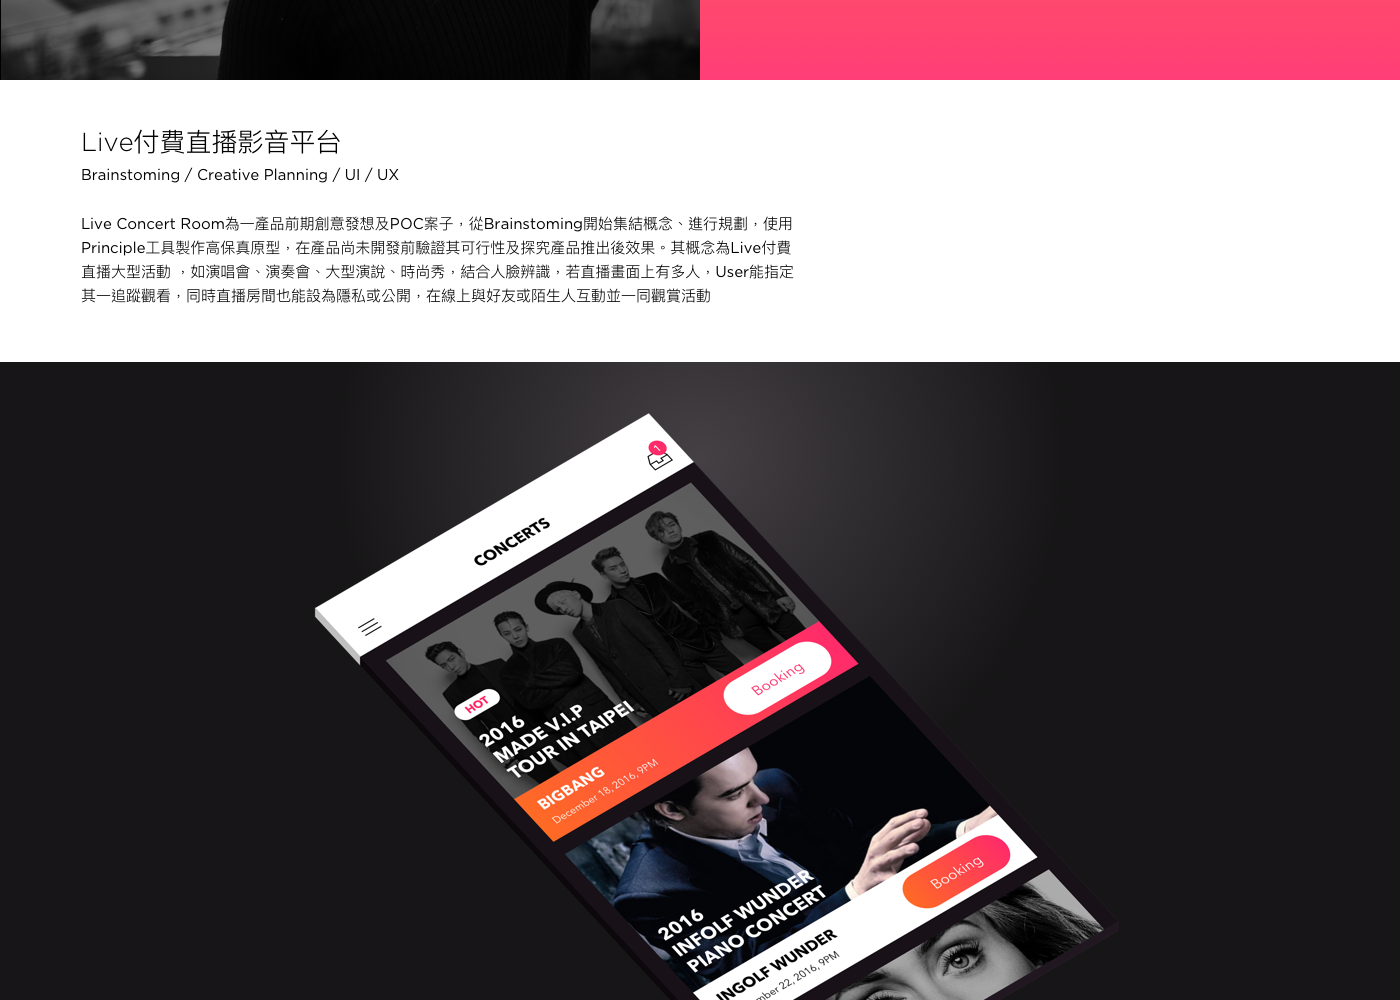 Live付費直播影音平台
Brainstoming / Creative Planning / UI / UX
Live Concert Room為一產品前期創意發想及POC案子，從Brainstoming開始集結概念、進行規劃，使用
Principle工具製作高保真原型，在產品尚未開發前驗證其可行性及探究產品推出後效果。其概念為Live付費
直播大型活動 ，如演唱會、演奏會、大型演說、時尚秀，結合人臉辨識，若直播畫面上有多人，User能指定
其一追蹤觀看，同時直播房間也能設為隱私或公開，在線上與好友或陌生人互動並一同觀賞活動
1
CONCERTS
HOT
2016
MADE V.I.P
TOUR IN TAIPEI
Booking
BIGBANG
December 18, 2016, 9PM
2016
INFOLF WUNDER
PIANO CONCERT
Booking
INGOLF WUNDER
mber 22, 2016, 9PM